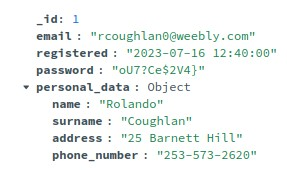 _id: 1
email : "rcoughlan0@weebly.com"
registered : "2023-07-16 12:40:00"
password : "oU7?Ce$2V4}"
personal_data : Object
name : "Rolando"
surname : "Coughlan"
address : "25 Barnett Hill"
phone_number : "253-573-2620"